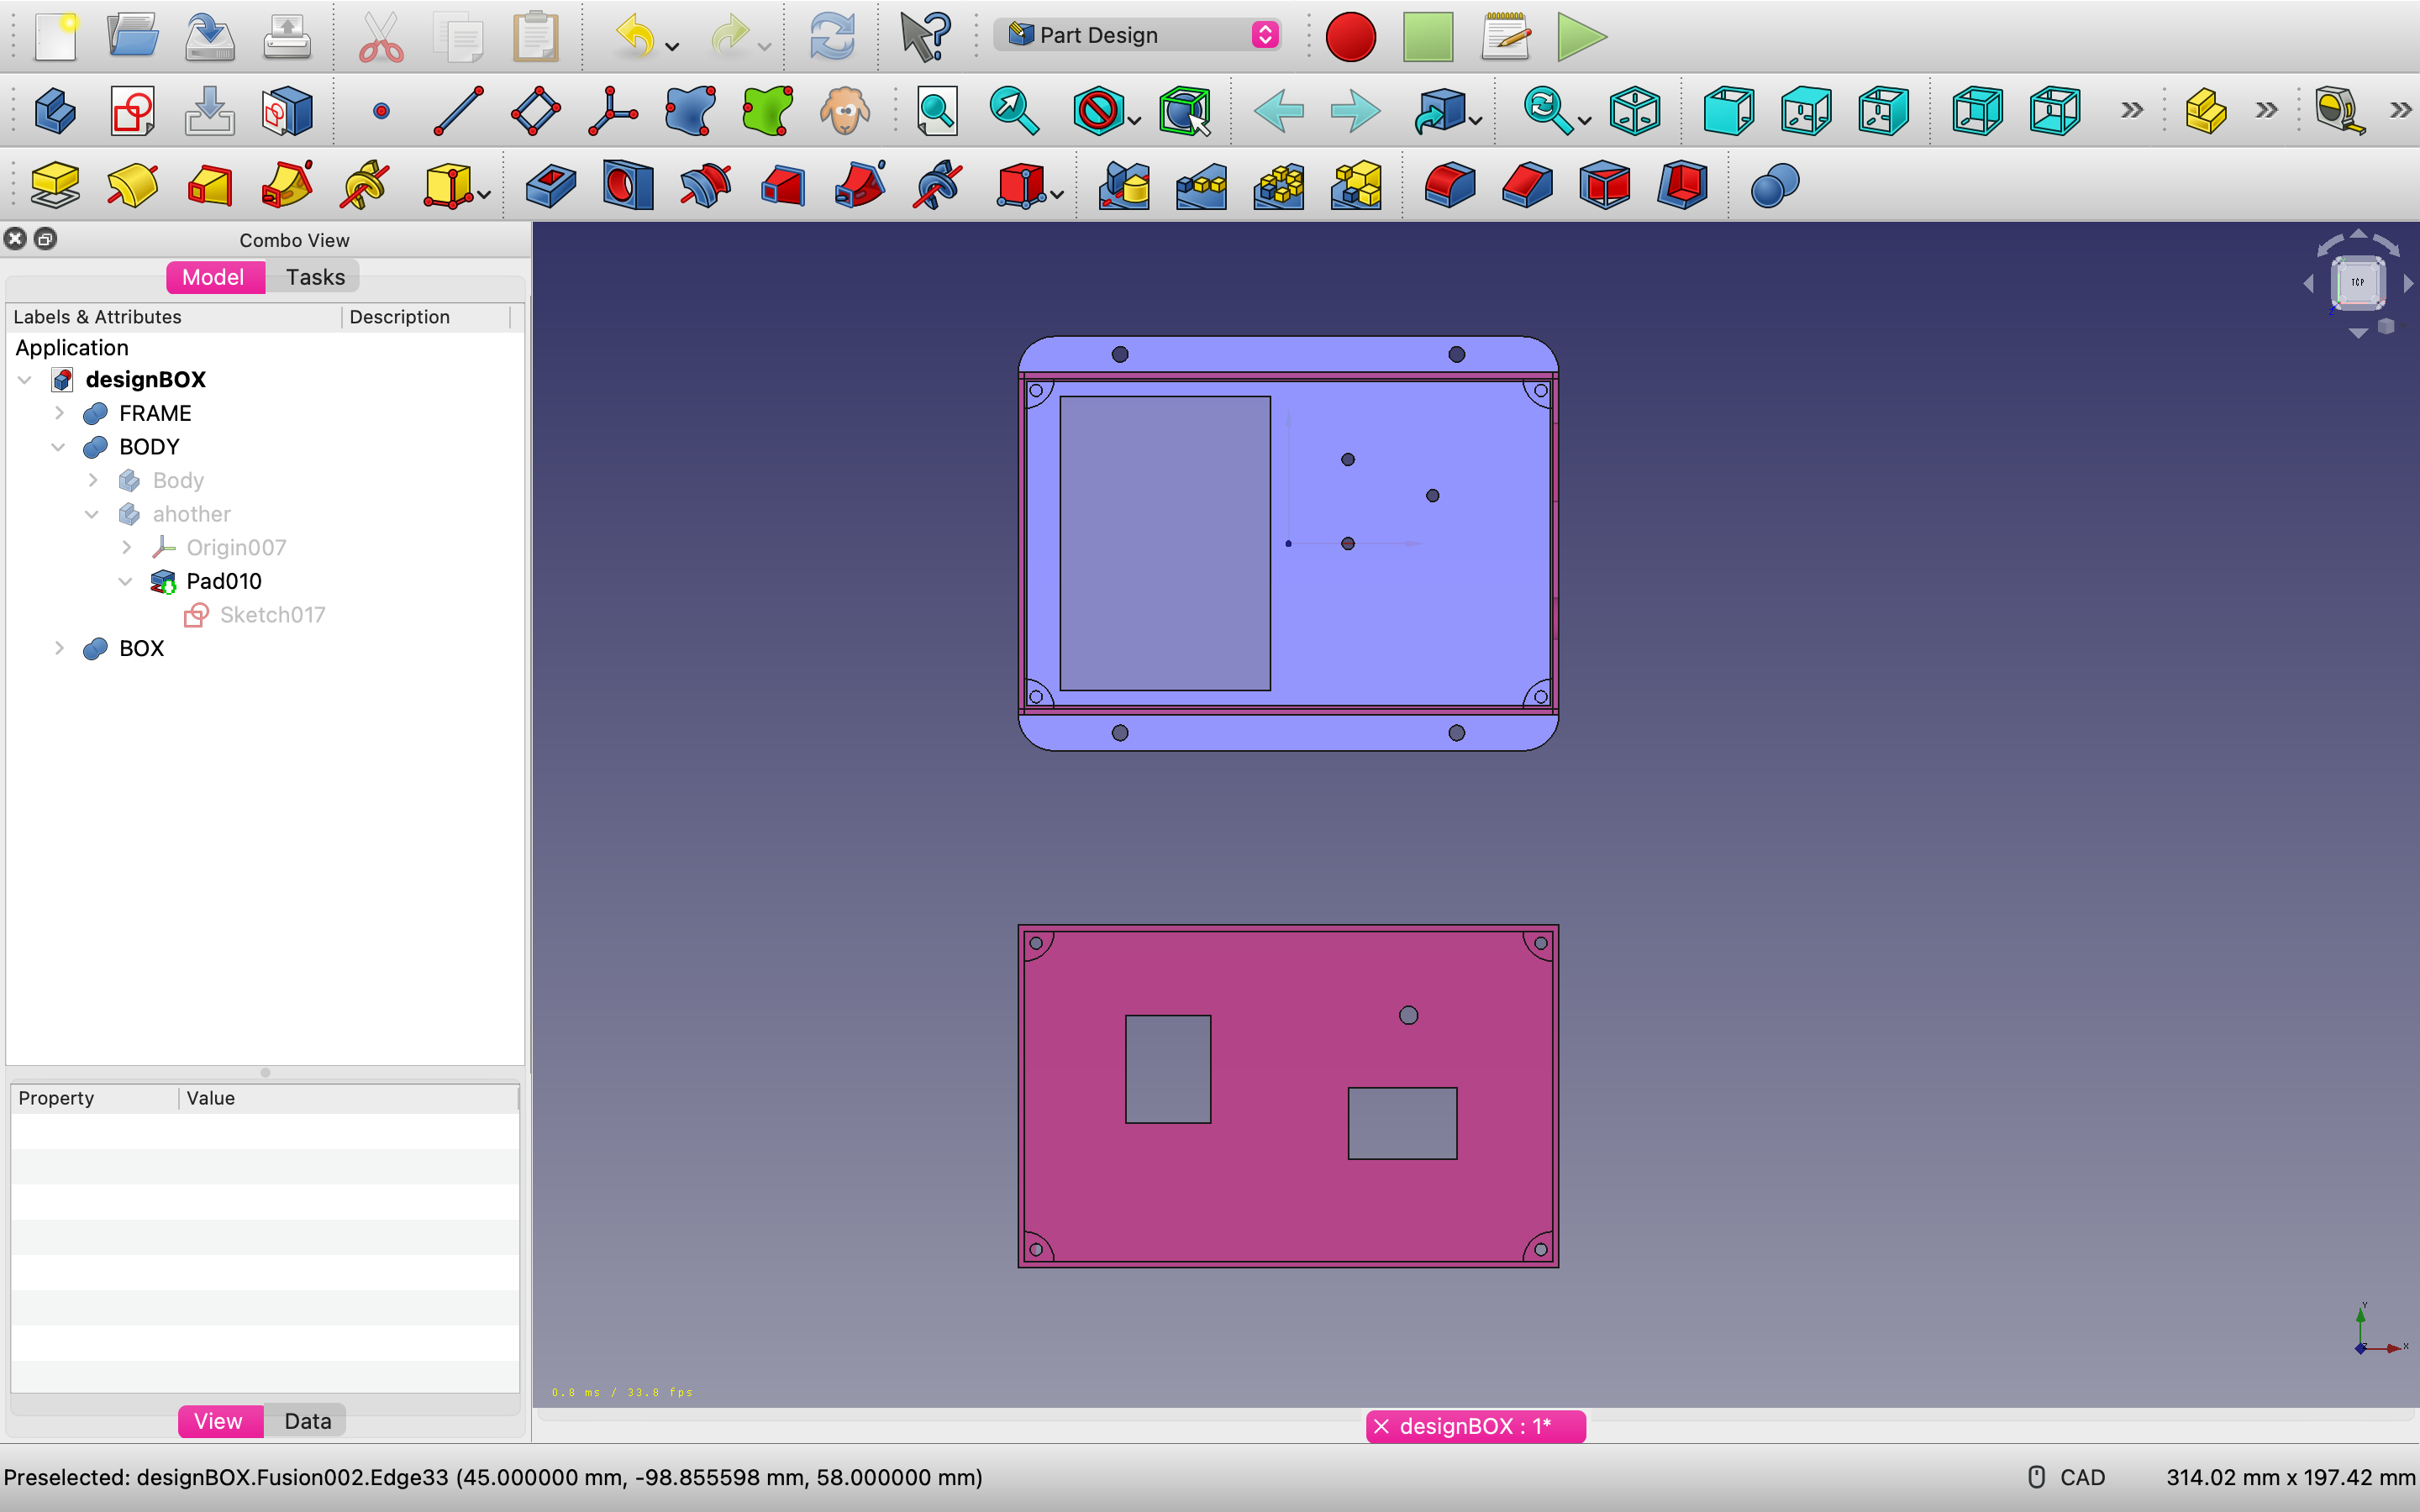 Part Design
Combo View
Model Tasks
Labels & Attributes Description
Application
designBOX
FRAME
BODY
Body
ahother
Origin007
Pad010
Sketch017
BOX
Property Value
View Data
TOP
Z
Y
X
0.8 ms / 33.8 fps
designBOX : 1*
Preselected: designBOX.Fusion002.Edge33 (45.000000 mm, -98.855598 mm, 58.000000 mm)
CAD 314.02 mm x 197.42 mm